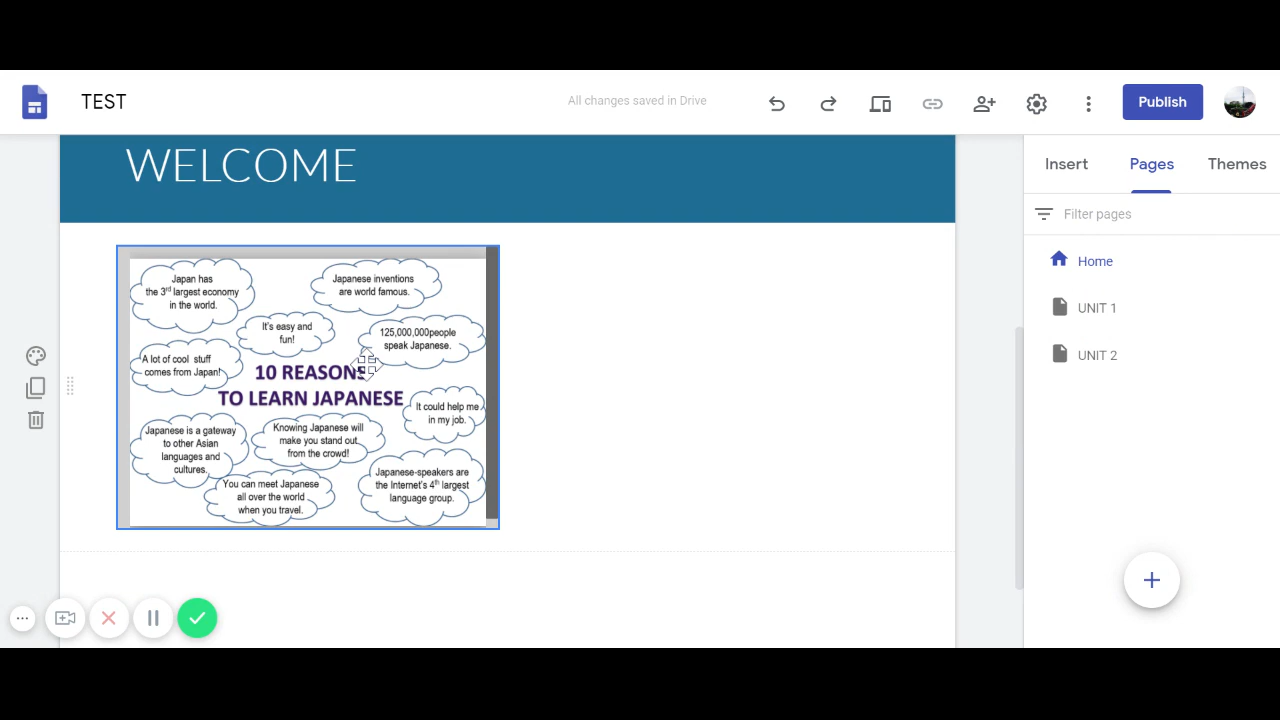 TEST
All changes saved in Drive
Publish
WELCOME
Insert
Pages
Themes
Filter pages
Home
UNIT 1
UNIT 2
Japan has
the 3rd largest economy
in the world.
Japanese inventions
are world famous.
It's easy and
fun!
125,000,000people
speak Japanese.
A lot of cool stuff
comes from Japan!
10 REASONS
TO LEARN JAPANESE
It could help me
in my job.
Japanese is a gateway
to other Asian
languages and
cultures.
Knowing Japanese will
make you stand out
from the crowd!
You can meet Japanese
all over the world
when you travel.
Japanese-speakers are
the Internet's 4th largest
language group.